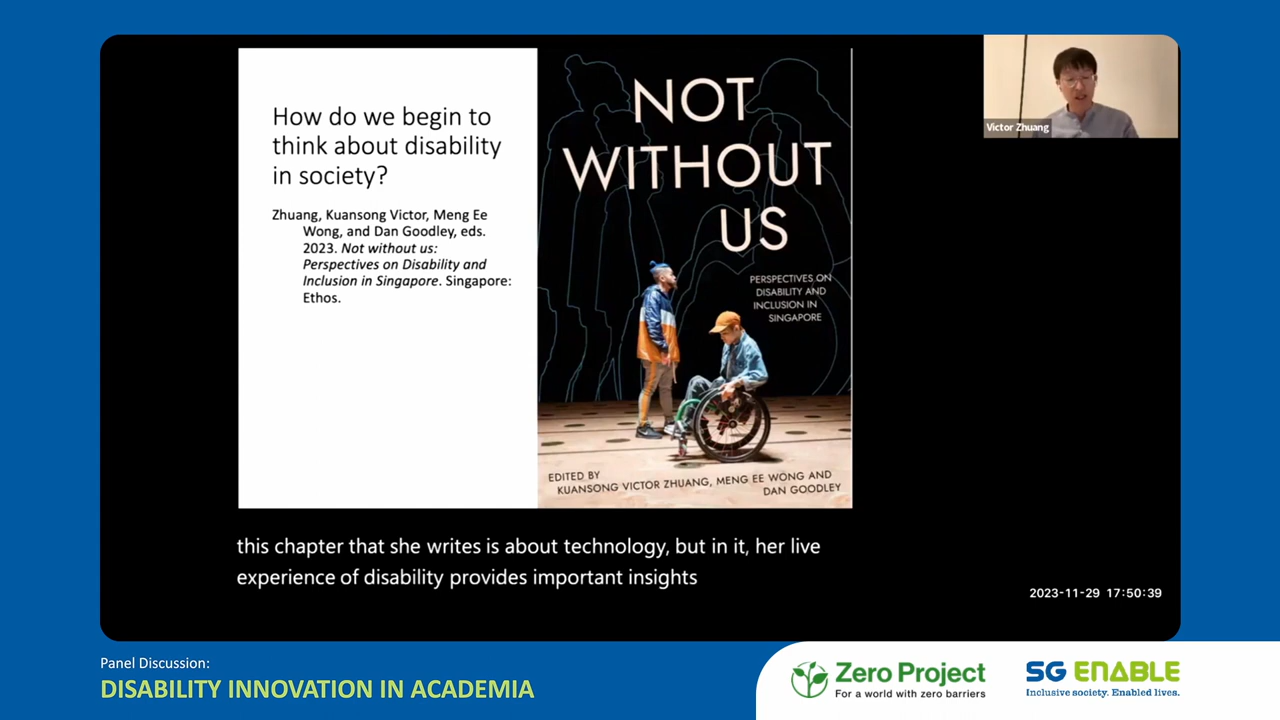 How do we begin to
think about disability
in society?
Zhuang, Kuansong Victor, Meng Ee
Wong, and Dan Goodley, eds.
2023. Not without us:
Perspectives on Disability and
Inclusion in Singapore. Singapore:
Ethos.
NOT
WITHOUT
US
PERSPECTIVES ON
DISABILITY AND
INCLUSION IN
SINGAPORE
EDITED BY
KUANSONG VICTOR ZHUANG, MENG EE WONG AND
DAN GOODLEY
Victor Zhuang
this chapter that she writes is about technology, but in it, her live
experience of disability provides important insights
2023-11-29 17:50:39
Panel Discussion:
DISABILITY INNOVATION IN ACADEMIA
Zero Project
For a world with zero barriers
SG ENABLE
Inclusive society. Enabled lives.